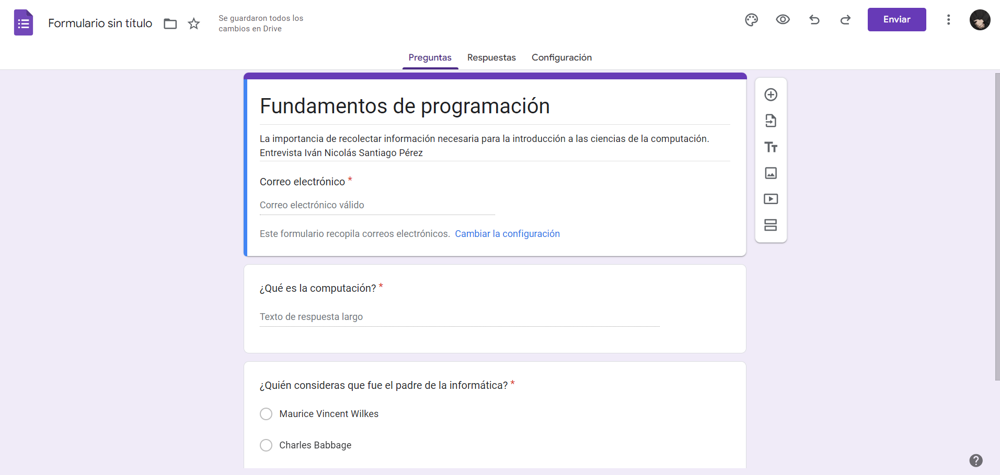 Formulario sin título
Se guardaron todos los
cambios en Drive
Enviar
Preguntas
Respuestas
Configuración
Fundamentos de programación
La importancia de recolectar información necesaria para la introducción a las ciencias de la computación.
Entrevista Iván Nicolás Santiago Pérez
Correo electrónico *
Correo electrónico válido
Este formulario recopila correos electrónicos. Cambiar la configuración
¿Qué es la computación? *
Texto de respuesta largo
¿Quién consideras que fue el padre de la informática? *
Maurice Vincent Wilkes
Charles Babbage